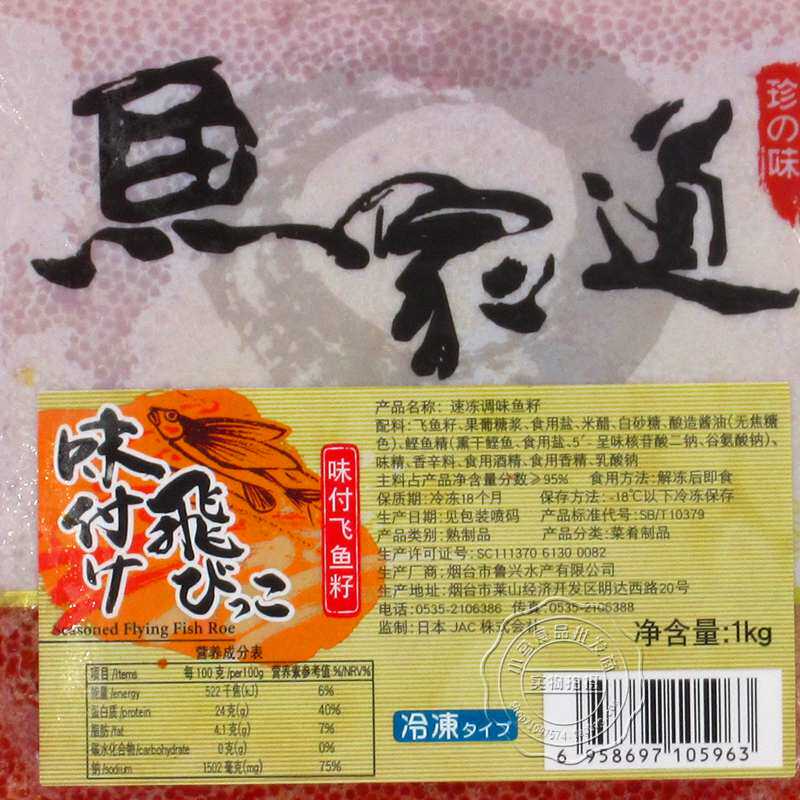 魚家道
珍の味
味付け
飛びっこ
Seasoned Flying Fish Roe
味付飞鱼籽
产品名称: 速冻调味鱼籽
配料: 飞鱼籽、果葡糖浆、食用盐、米醋、白砂糖、酿造酱油(无焦糖
色)、鲣鱼精(熏干鲣鱼、食用盐、5′-呈味核苷酸二钠、谷氨酸钠)、
味精、香辛料、食用酒精、食用香精、乳酸钠
主料占产品净含量分数≥95% 食用方法: 解冻后即食
保质期: 冷冻18个月 保存方法: -18℃以下冷冻保存
生产日期: 见包装喷码 产品标准代号: SB/T10379
产品类别: 熟制品 产品分类: 菜肴制品
生产许可证号: SC111370 6130 0082
生产厂商: 烟台市鲁兴水产有限公司
生产地址: 烟台市莱山经济开发区明达西路20号
电话: 0535-2106386 传真: 0535-2106388
监制: 日本 JAC 株式会社
净含量: 1kg
营养成分表
项目/Items 每100克/per100g 营养素参考值%/NRV%
能量/energy 522千焦(kJ) 6%
蛋白质/protein 24克(g) 40%
脂肪/fat 4.1克(g) 7%
碳水化合物/carbohydrate 0克(g) 0%
钠/sodium 1502毫克(mg) 75%
冷凍タイプ
实物拍摄
6 958697 105963